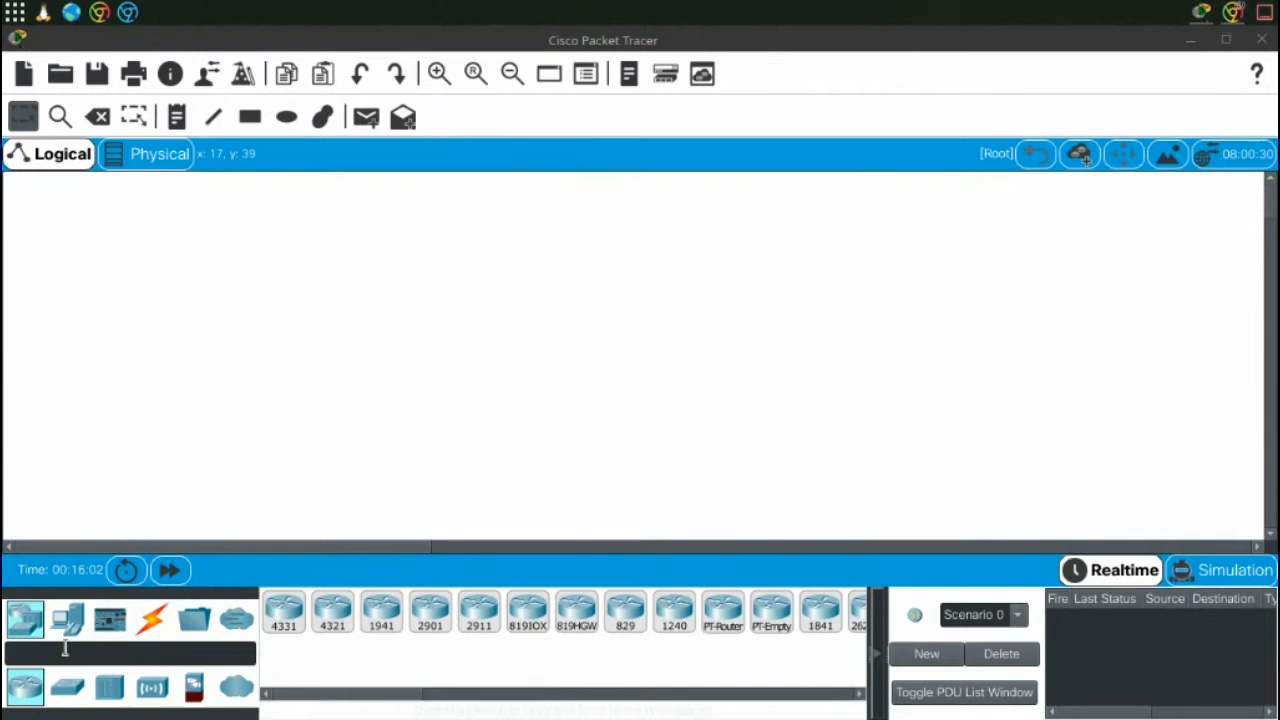 Cisco Packet Tracer
?
Logical Physical x: 17, y: 39 [Root] 08:00:30
Time: 00:16:02 Realtime Simulation
4331 4321 1941 2901 2911 819IOX 819HGW 829 1240 PT-Router PT-Empty 1841 262
Scenario 0
New Delete
Toggle PDU List Window
Fire Last Status Source Destination Ty